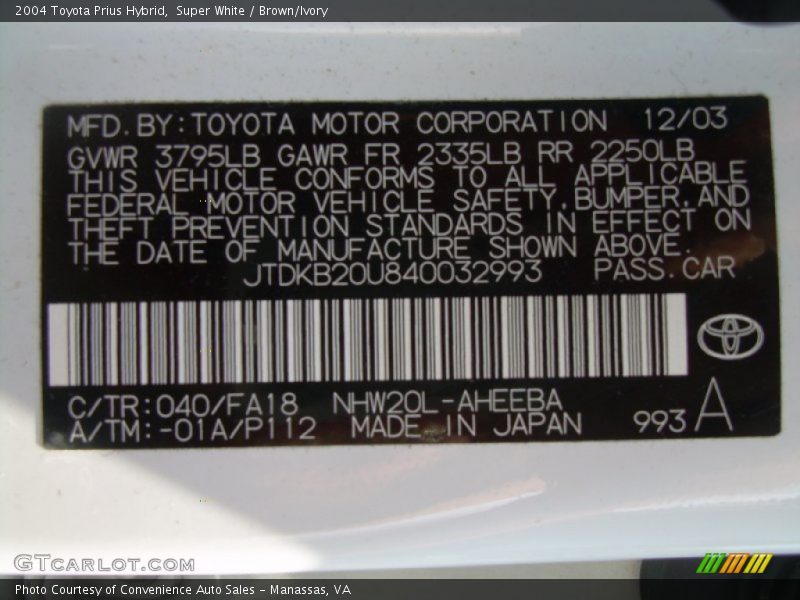 2004 Toyota Prius Hybrid,  Super White / Brown/Ivory
MFD.BY:TOYOTA MOTOR CORPORATION 12/03
GVWR 3795LB GAWR FR 2335LB RR 2250LB
THIS VEHICLE CONFORMS TO ALL APPLICABLE
FEDERAL MOTOR VEHICLE SAFETY,BUMPER,AND
THEFT PREVENTION STANDARDS IN EFFECT ON
THE DATE OF MANUFACTURE SHOWN ABOVE.
JTDKB20U840032993 PASS.CAR
C/TR:040/FA18 NHW20L-AHEEBA
A/TM:-01A/P112 MADE IN JAPAN 993 A
GTcarlot.com
Photo Courtesy of Convenience Auto Sales - Manassas, VA